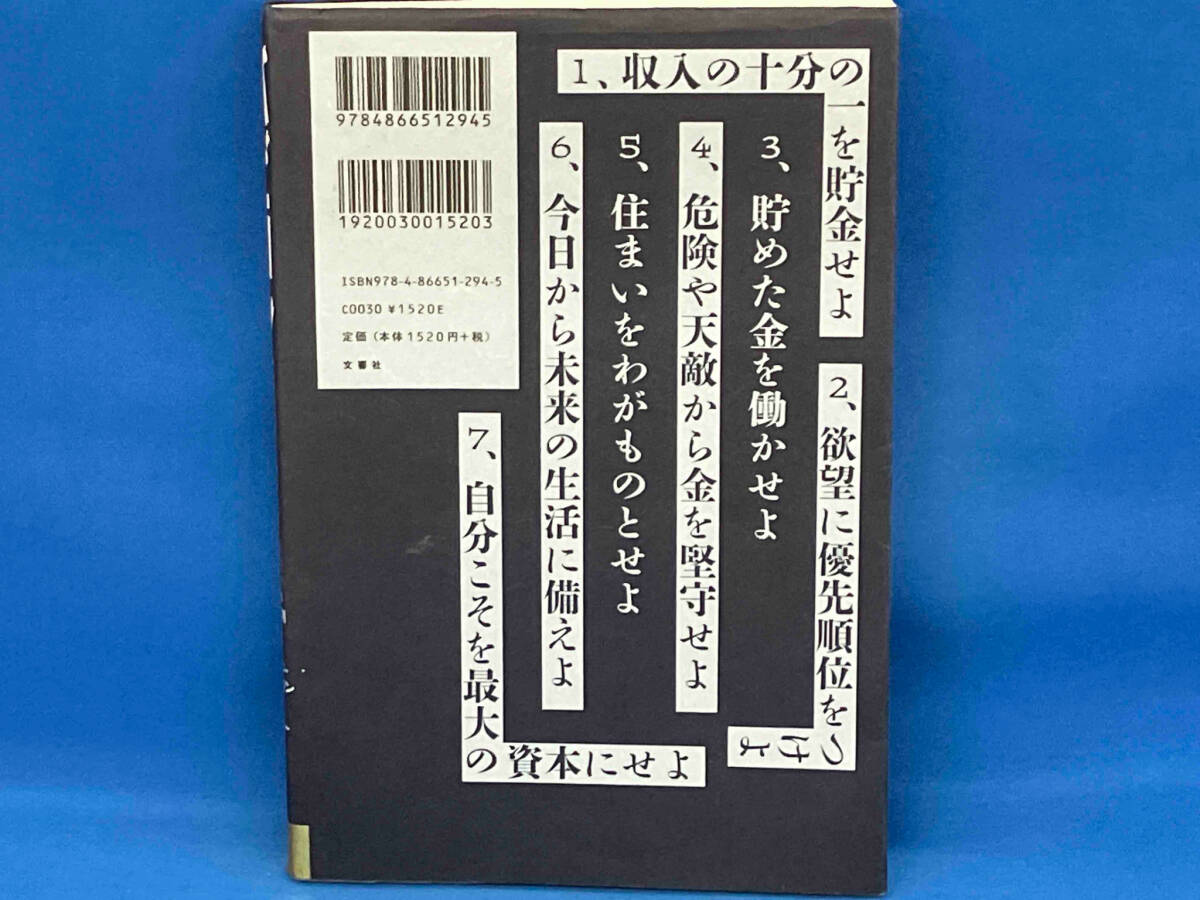 9784866512945
1920030015203
ISBN978-4-86651-294-5
C0030 ¥1520E
定価(本体1520円+税)
文響社
1、収入の十分の一を貯金せよ
2、欲望に優先順位をつけよ
3、貯めた金を働かせよ
4、危険や天敵から金を堅守せよ
5、住まいをわがものとせよ
6、今日から未来の生活に備えよ
7、自分こそを最大の資本にせよ